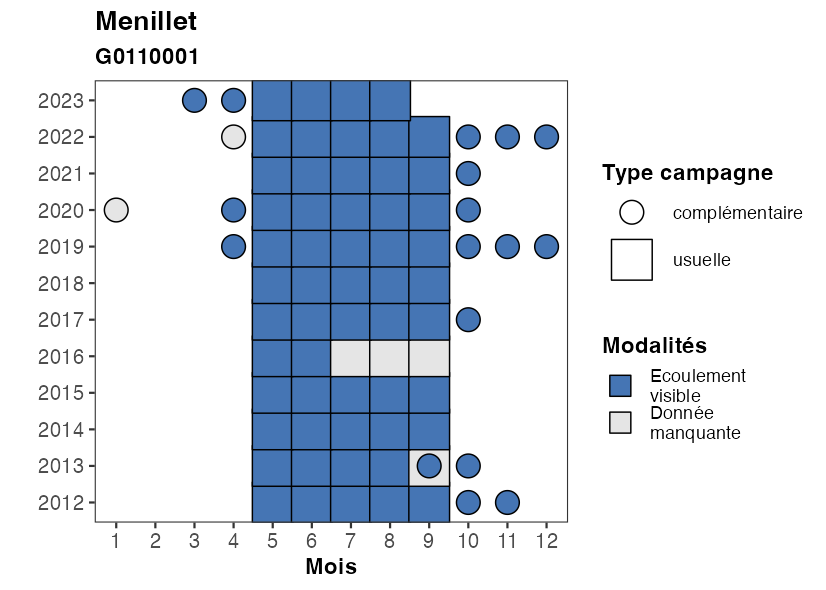 Menillet
G0110001
2023
2022
2021
2020
2019
2018
2017
2016
2015
2014
2013
2012
1 2 3 4 5 6 7 8 9 10 11 12
Mois
Type campagne
complémentaire
usuelle
Modalités
Ecoulement
visible
Donnée
manquante